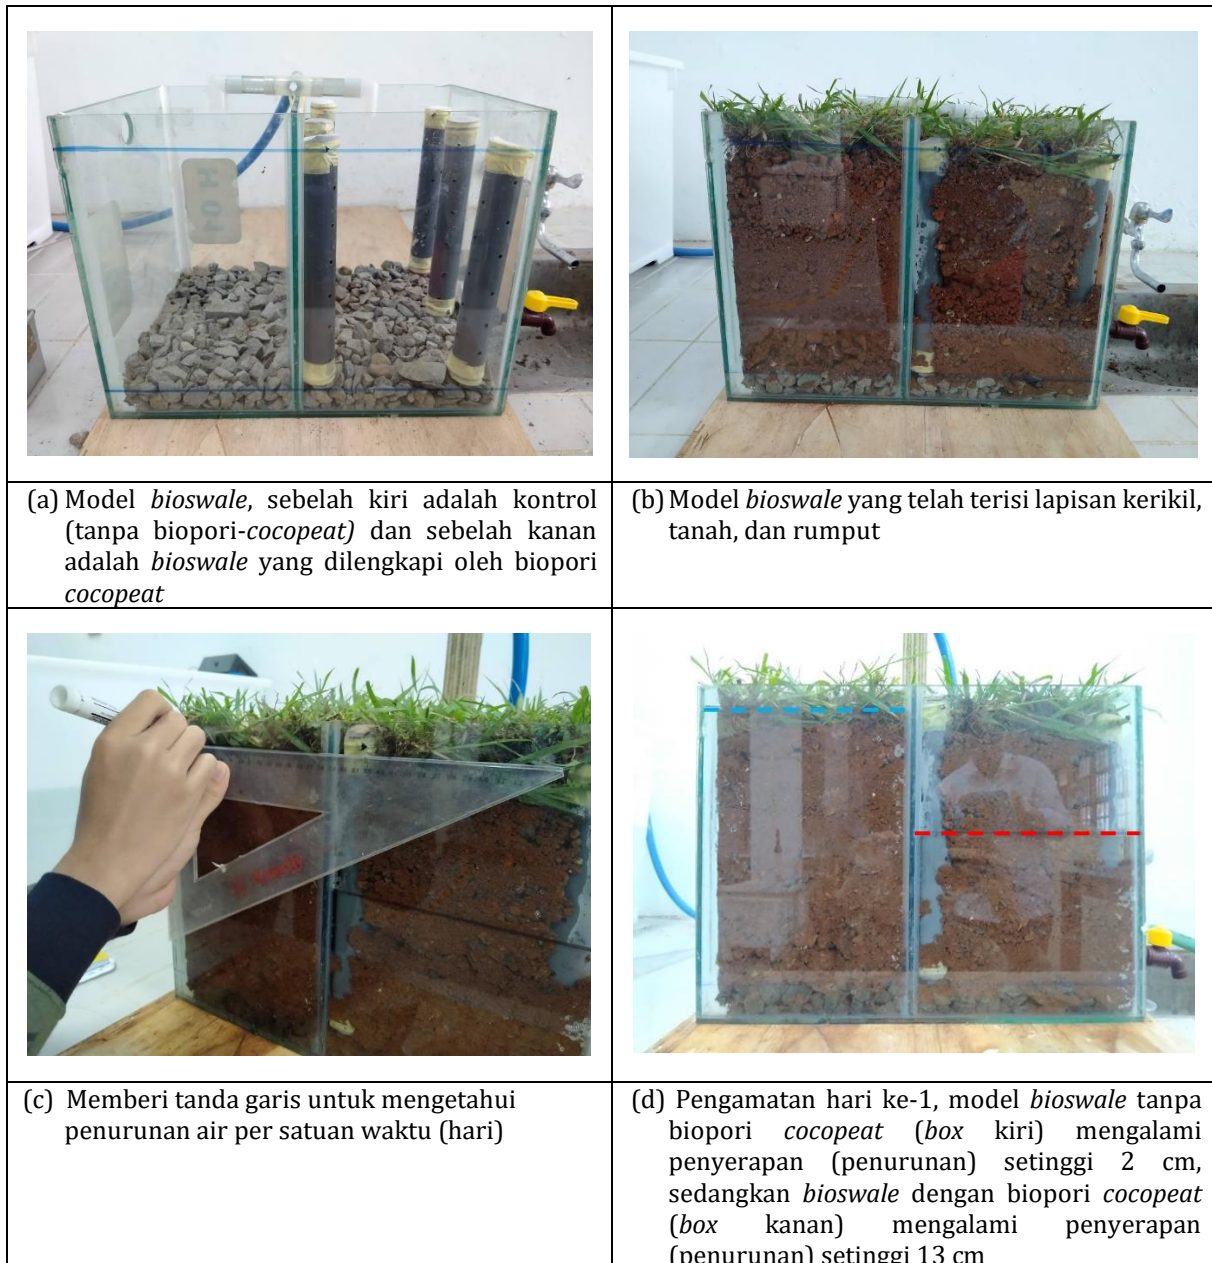 (a) Model bioswale, sebelah kiri adalah kontrol
(tanpa biopori-cocopeat) dan sebelah kanan
adalah bioswale yang dilengkapi oleh biopori
cocopeat
(b) Model bioswale yang telah terisi lapisan kerikil,
tanah, dan rumput
(c) Memberi tanda garis untuk mengetahui
penurunan air per satuan waktu (hari)
(d) Pengamatan hari ke-1, model bioswale tanpa
biopori cocopeat (box kiri) mengalami
penyerapan (penurunan) setinggi 2 cm,
sedangkan bioswale dengan biopori cocopeat
(box kanan) mengalami penyerapan
(penurunan) setinggi 13 cm